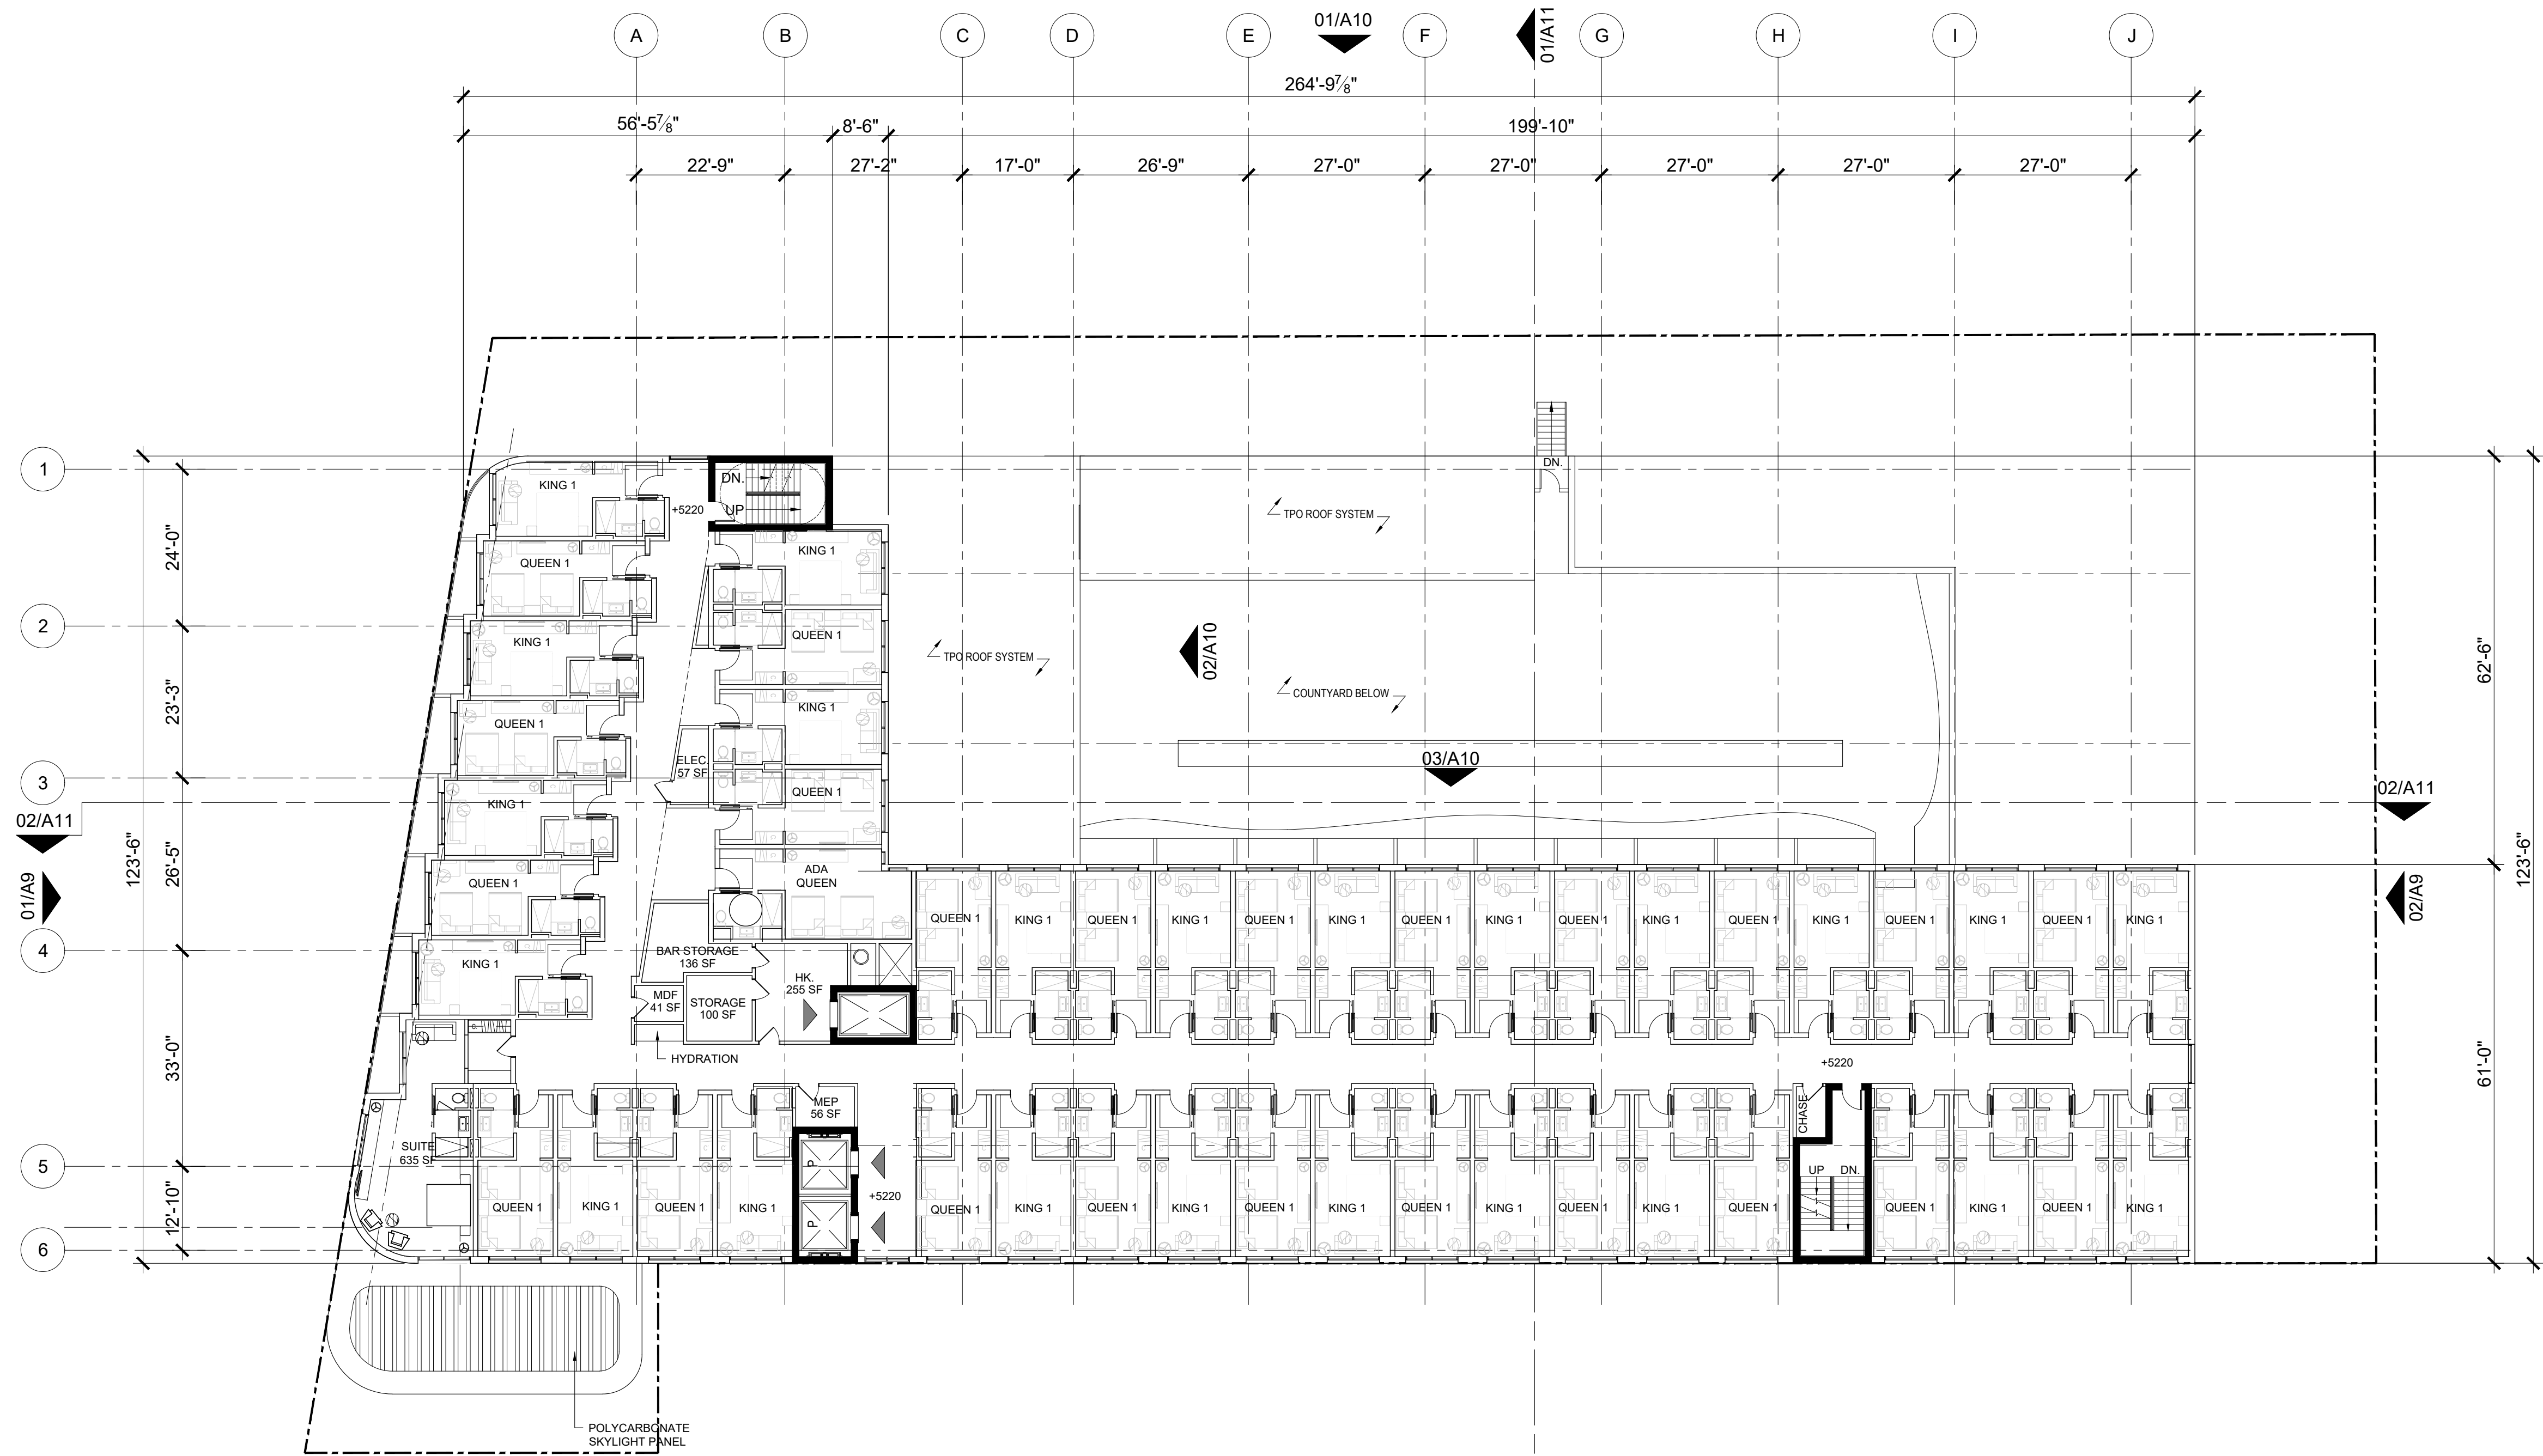 A B C D E F G H I J
01/A10
01/A11
264'-9⅞"
56'-5⅞" 8'-6" 199'-10"
22'-9" 27'-2" 17'-0" 26'-9" 27'-0" 27'-0" 27'-0" 27'-0" 27'-0"
1
2
3
4
5
6
24'-0"
23'-3"
26'-5"
33'-0"
12'-10"
123'-6"
02/A11
01/A9
KING 1
QUEEN 1
KING 1
QUEEN 1
KING 1
QUEEN 1
KING 1
DN.
UP
+5220
KING 1
QUEEN 1
KING 1
QUEEN 1
ADA
QUEEN
ELEC.
57 SF
BAR STORAGE
136 SF
MDF
41 SF
STORAGE
100 SF
HK.
255 SF
HYDRATION
DN.
TPO ROOF SYSTEM
TPO ROOF SYSTEM
02/A10
COUNTYARD BELOW
03/A10
QUEEN 1 KING 1 QUEEN 1 KING 1 QUEEN 1 KING 1 QUEEN 1 KING 1 QUEEN 1 KING 1 QUEEN 1 KING 1 QUEEN 1 KING 1 QUEEN 1 KING 1
+5220
MEP
56 SF
CHASE
SUITE
635 SF
P
P
+5220
UP DN.
QUEEN 1 KING 1 QUEEN 1 KING 1
QUEEN 1 KING 1 QUEEN 1 KING 1 QUEEN 1 KING 1 QUEEN 1 KING 1 QUEEN 1 KING 1 QUEEN 1
QUEEN 1 KING 1 QUEEN 1 KING 1
02/A11
02/A9
62'-6"
61'-0"
123'-6"
POLYCARBONATE
SKYLIGHT PANEL